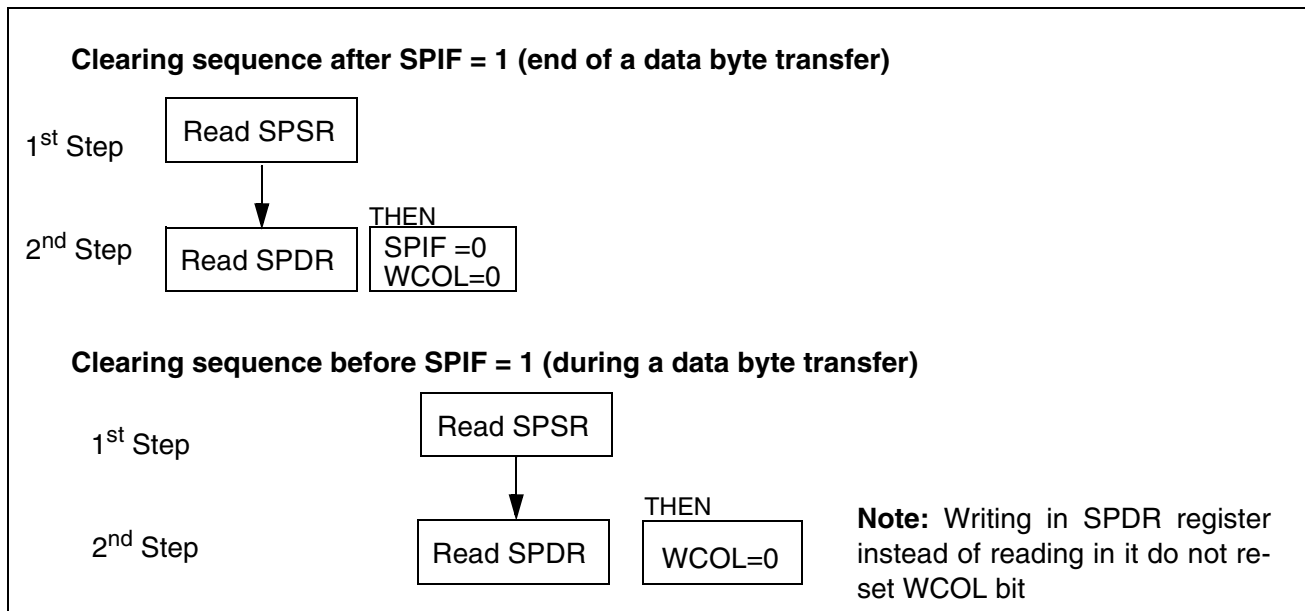 Clearing sequence after SPIF = 1 (end of a data byte transfer)
1st Step
Read SPSR
THEN
2nd Step
Read SPDR
SPIF =0
WCOL=0
Clearing sequence before SPIF = 1 (during a data byte transfer)
1st Step
Read SPSR
THEN
2nd Step
Read SPDR
WCOL=0
Note: Writing in SPDR register
instead of reading in it do not re-
set WCOL bit